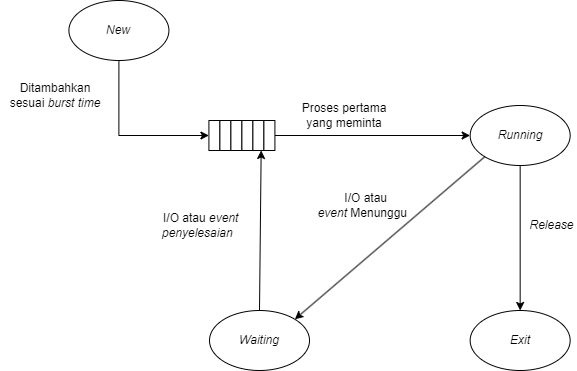 New
Ditambahkan
sesuai burst time
Proses pertama
yang meminta
Running
I/O atau
event Menunggu
I/O atau event
penyelesaian
Release
Waiting
Exit